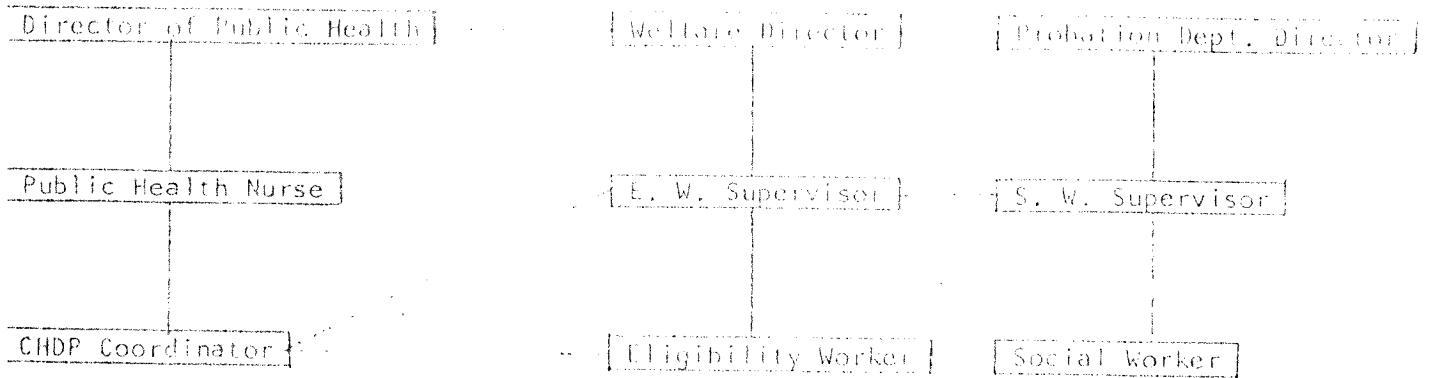 Director of Public Health
Welfare Director
Probation Dept. Director
Public Health Nurse
E. W. Supervisor
S. W. Supervisor
CHDP Coordinator
Eligibility Worker
Social Worker